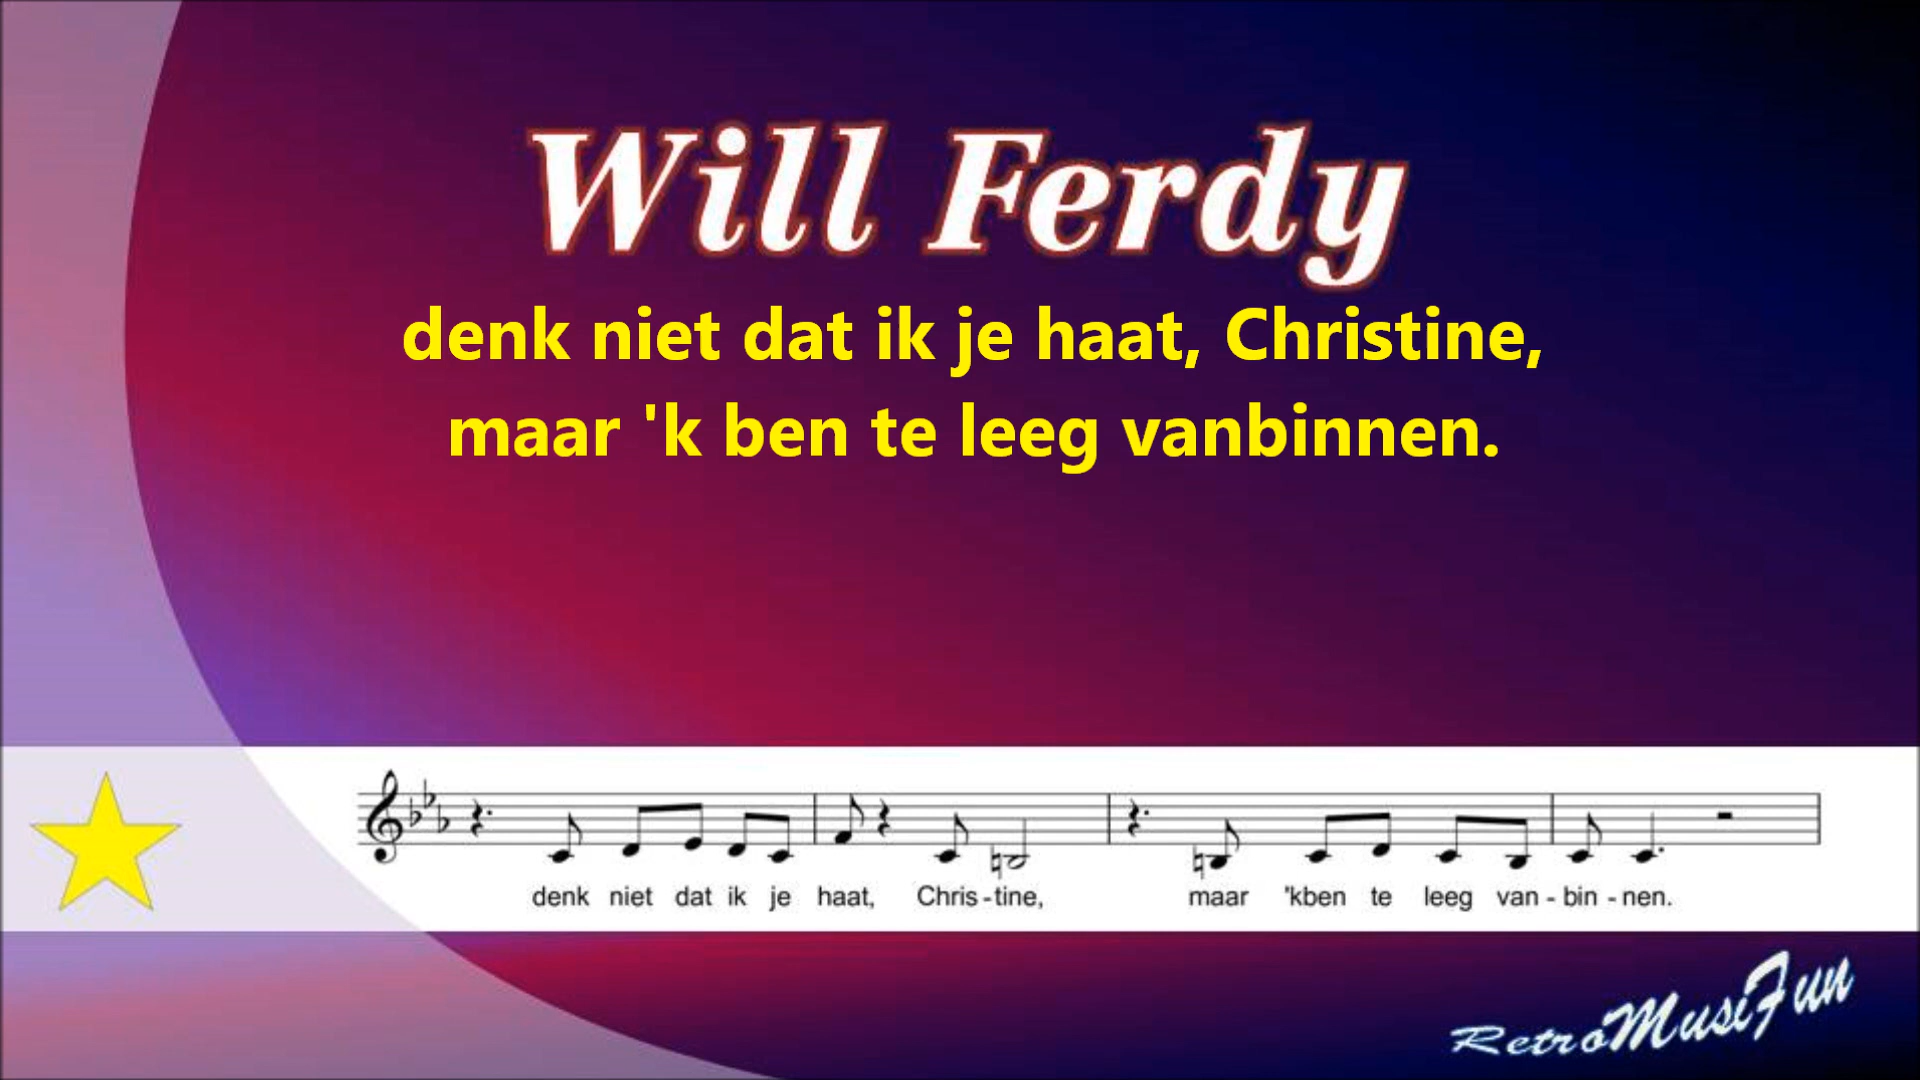 Will Ferdy
denk niet dat ik je haat, Christine,
maar 'k ben te leeg vanbinnen.
denk niet dat ik je haat, Chris-tine, maar 'kben te leeg van-bin-nen.
RetroMusiFun